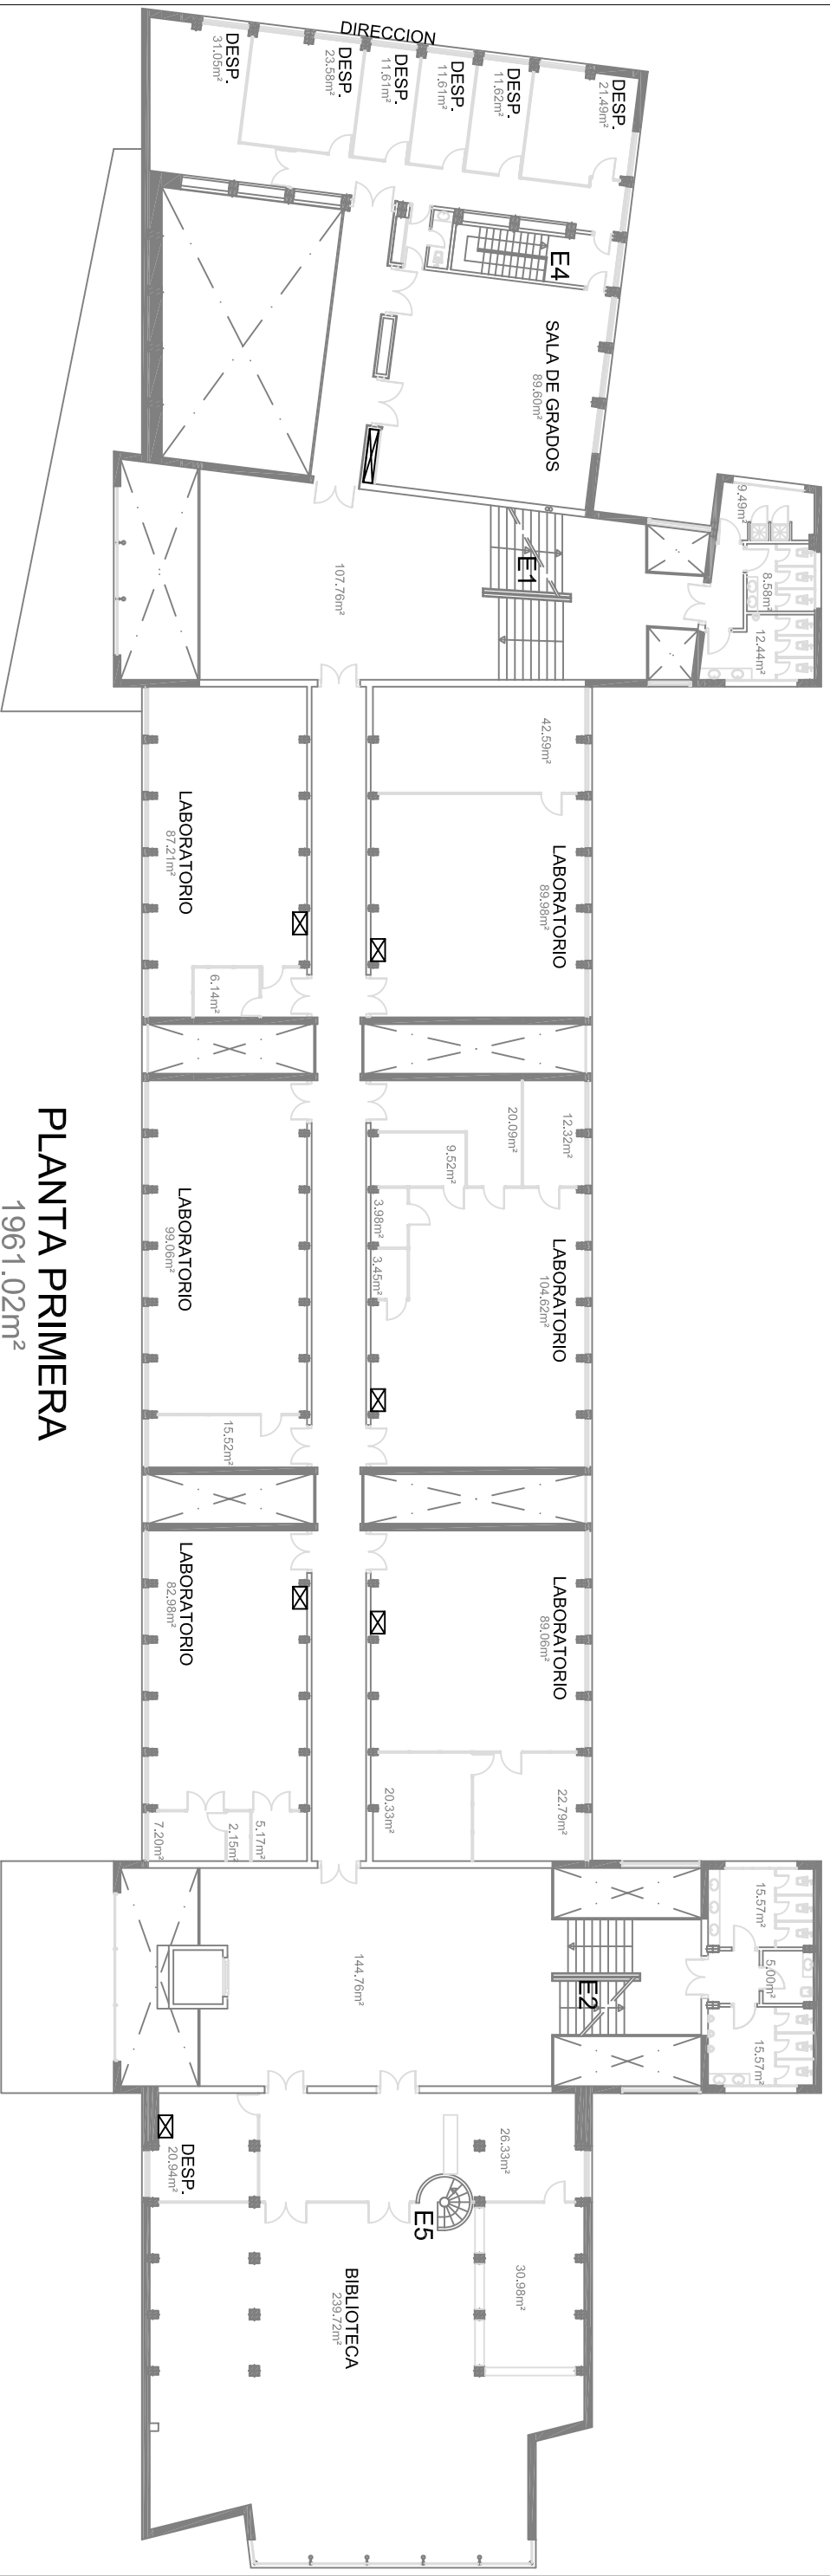 DIRECCION
DESP.
31.05m²
DESP.
23.58m²
DESP.
11.61m²
DESP.
11.61m²
DESP.
11.62m²
DESP.
21.49m²
E4
SALA DE GRADOS
89.60m²
E1
107.76m²
9.49m²
8.58m²
12.44m²
42.59m²
LABORATORIO
89.98m²
LABORATORIO
87.21m²
6.14m²
12.32m²
20.09m²
9.52m²
3.98m²
3.45m²
LABORATORIO
104.62m²
LABORATORIO
99.06m²
15.52m²
LABORATORIO
89.06m²
LABORATORIO
82.98m²
22.79m²
20.33m²
5.17m²
2.15m²
7.20m²
15.57m²
5.00m²
15.57m²
E2
144.76m²
26.33m²
DESP.
20.94m²
E5
30.98m²
BIBLIOTECA
239.72m²
PLANTA PRIMERA
1961.02m²